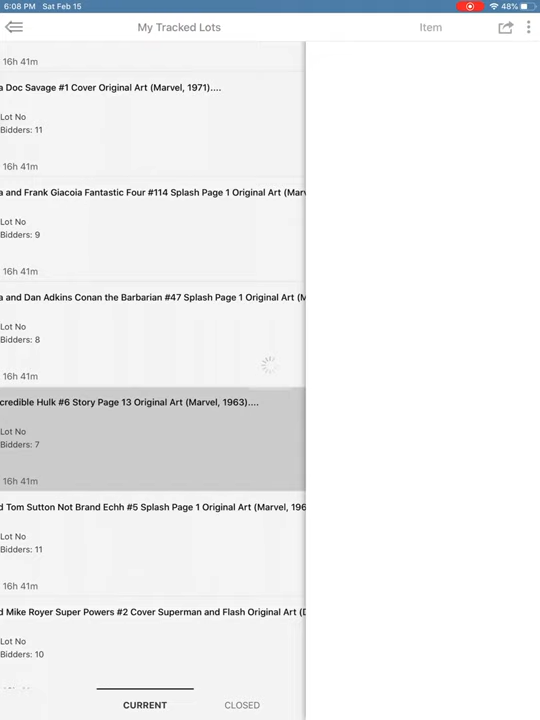 6:08 PM Sat Feb 15 48%
My Tracked Lots Item
16h 41m
a Doc Savage #1 Cover Original Art (Marvel, 1971)....
Lot No
Bidders: 11
16h 41m
a and Frank Giacoia Fantastic Four #114 Splash Page 1 Original Art (Marv
Lot No
Bidders: 9
16h 41m
a and Dan Adkins Conan the Barbarian #47 Splash Page 1 Original Art (M
Lot No
Bidders: 8
16h 41m
credible Hulk #6 Story Page 13 Original Art (Marvel, 1963)....
Lot No
Bidders: 7
16h 41m
d Tom Sutton Not Brand Echh #5 Splash Page 1 Original Art (Marvel, 196
Lot No
Bidders: 11
16h 41m
d Mike Royer Super Powers #2 Cover Superman and Flash Original Art (D
Lot No
Bidders: 10
CURRENT CLOSED